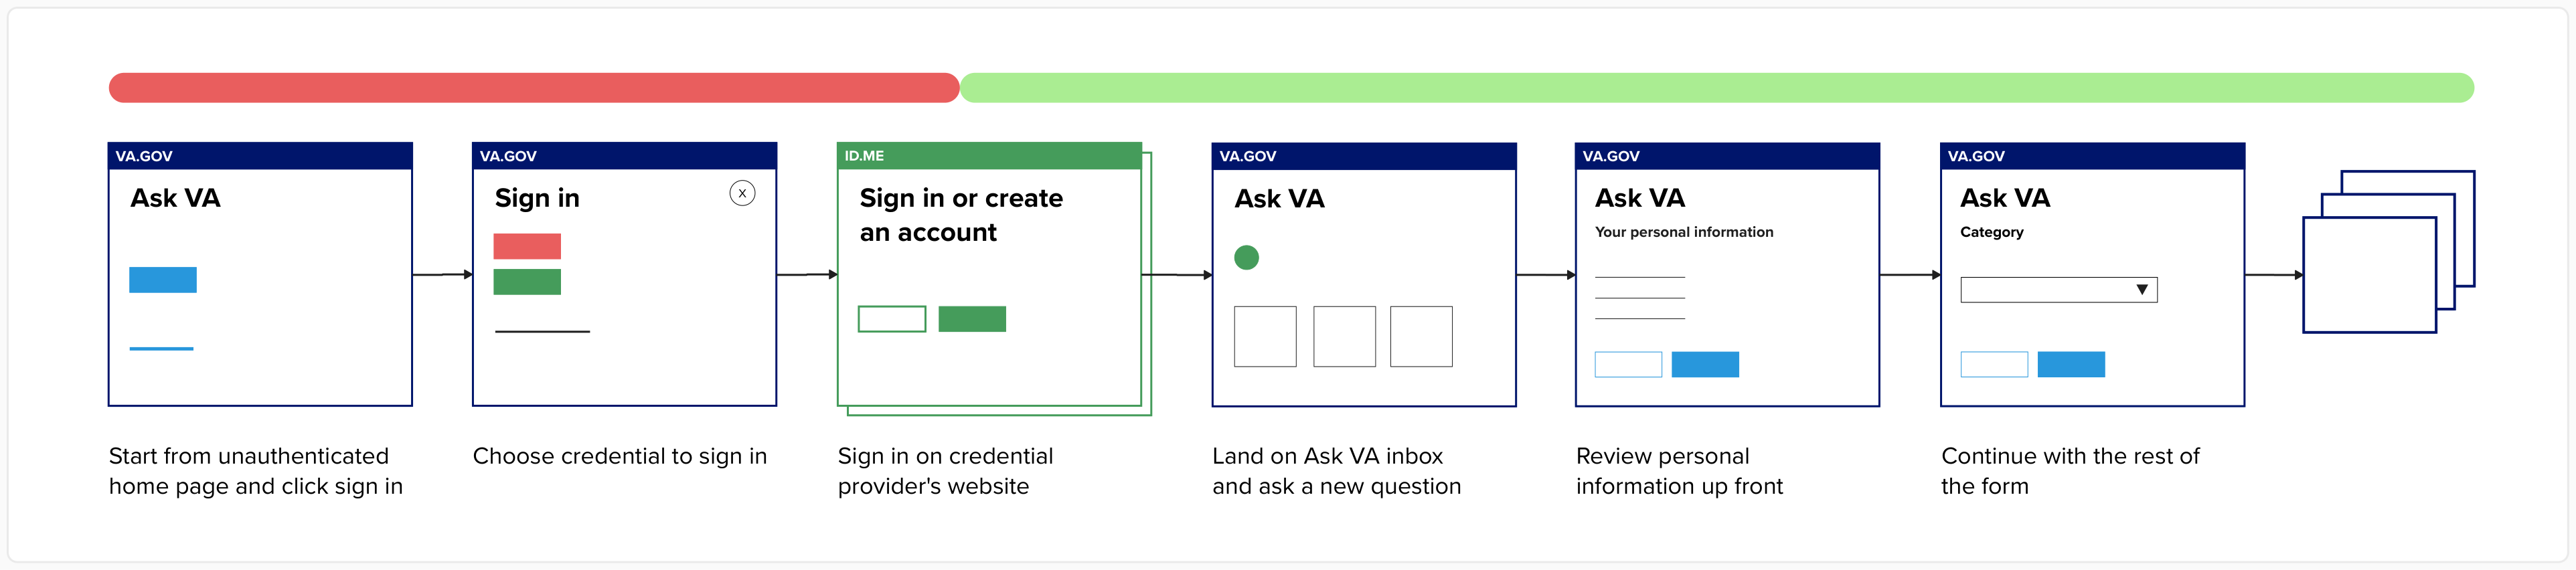 VA.GOV
Ask VA
Start from unauthenticated
home page and click sign in
VA.GOV
Sign in
X
Choose credential to sign in
ID.ME
Sign in or create
an account
Sign in on credential
provider's website
VA.GOV
Ask VA
Land on Ask VA inbox
and ask a new question
VA.GOV
Ask VA
Your personal information
Review personal
information up front
VA.GOV
Ask VA
Category
Continue with the rest of
the form